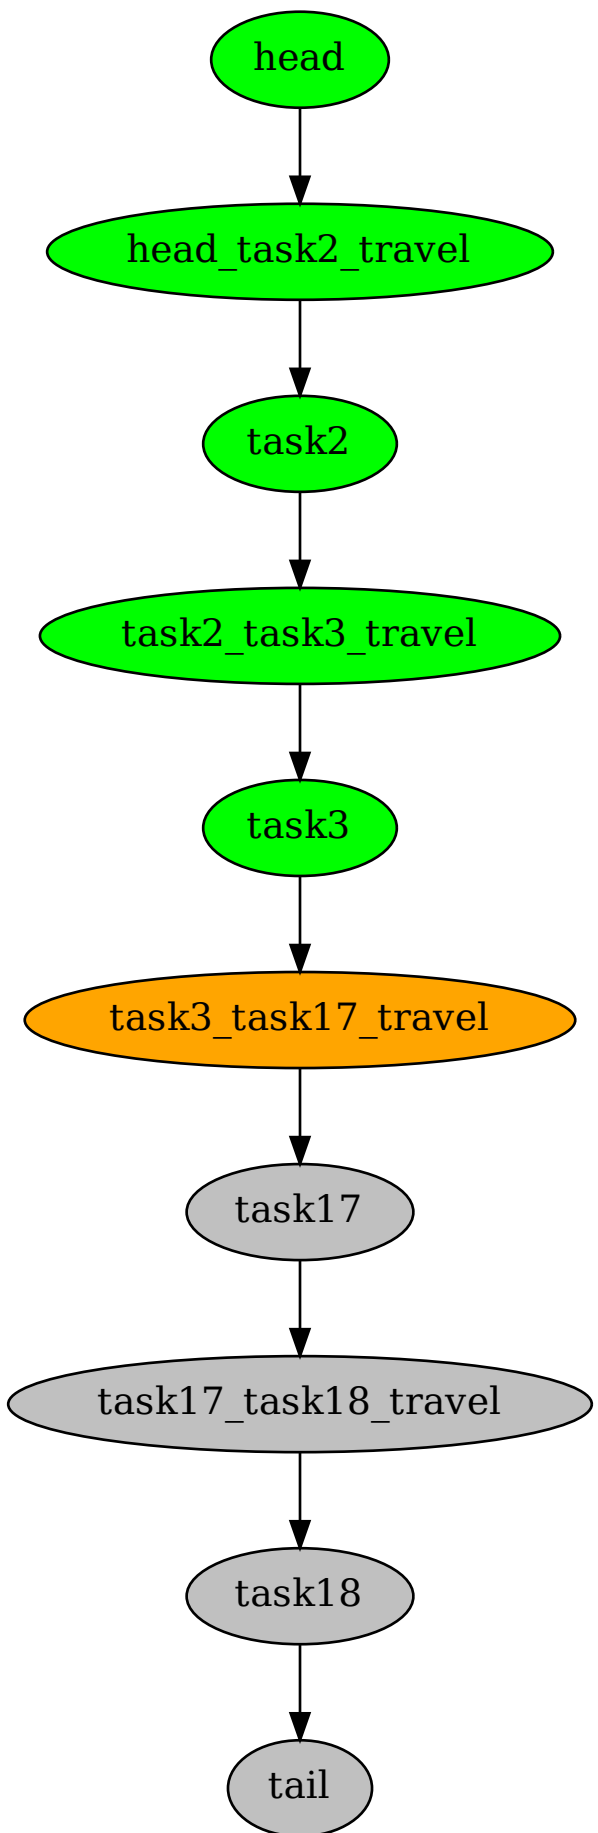 head
head_task2_travel
task2
task2_task3_travel
task3
task3_task17_travel
task17
task17_task18_travel
task18
tail